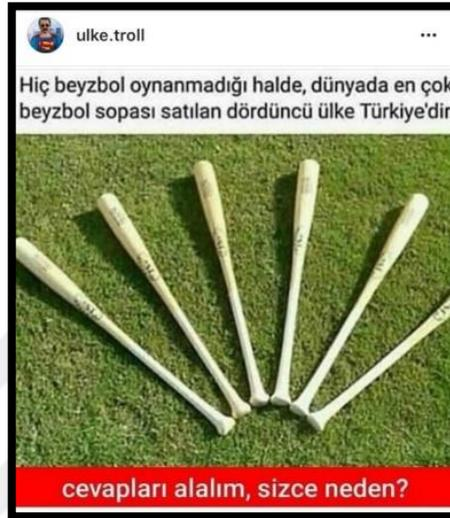 ulke.troll
Hiç beyzbol oynanmadığı halde, dünyada en çok
beyzbol sopası satılan dördüncü ülke Türkiye'dir
cevapları alalım, sizce neden?